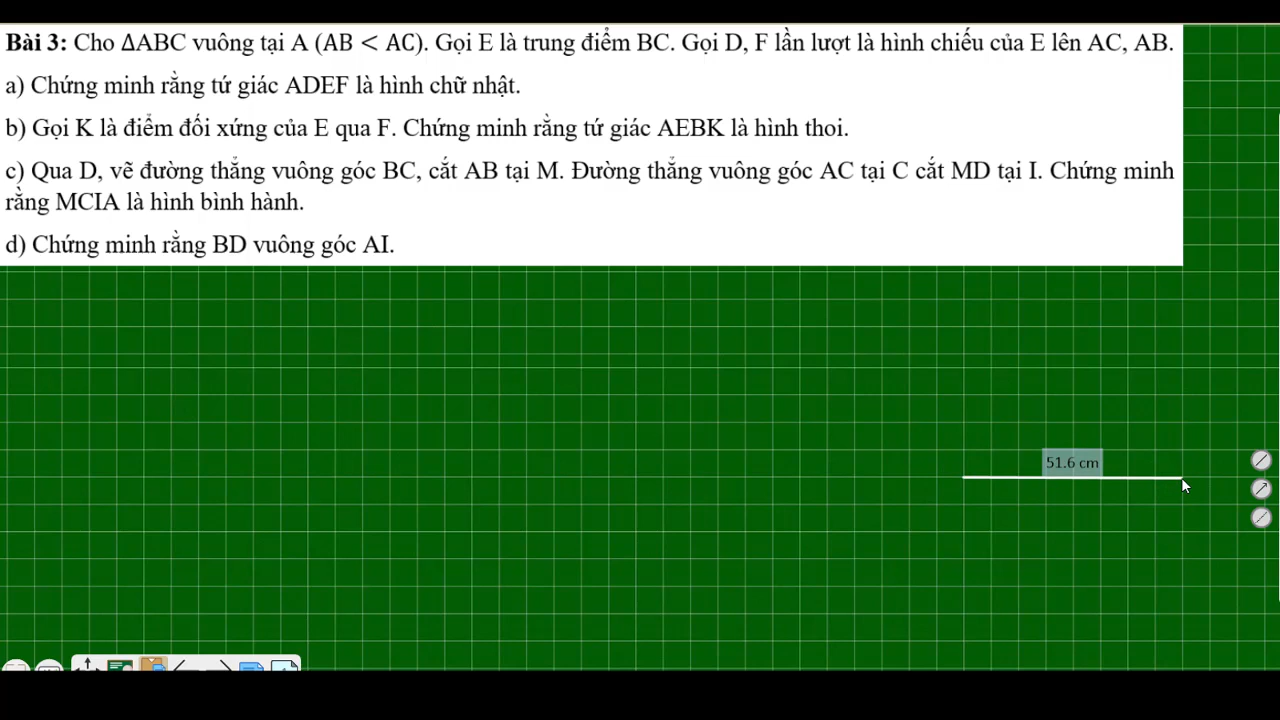 Bài 3: Cho ΔABC vuông tại A (AB < AC). Gọi E là trung điểm BC. Gọi D, F lần lượt là hình chiếu của E lên AC, AB.
a) Chứng minh rằng tứ giác ADEF là hình chữ nhật.
b) Gọi K là điểm đối xứng của E qua F. Chứng minh rằng tứ giác AEBK là hình thoi.
c) Qua D, vẽ đường thẳng vuông góc BC, cắt AB tại M. Đường thẳng vuông góc AC tại C cắt MD tại I. Chứng minh
rằng MCIA là hình bình hành.
d) Chứng minh rằng BD vuông góc AI.
51.6 cm